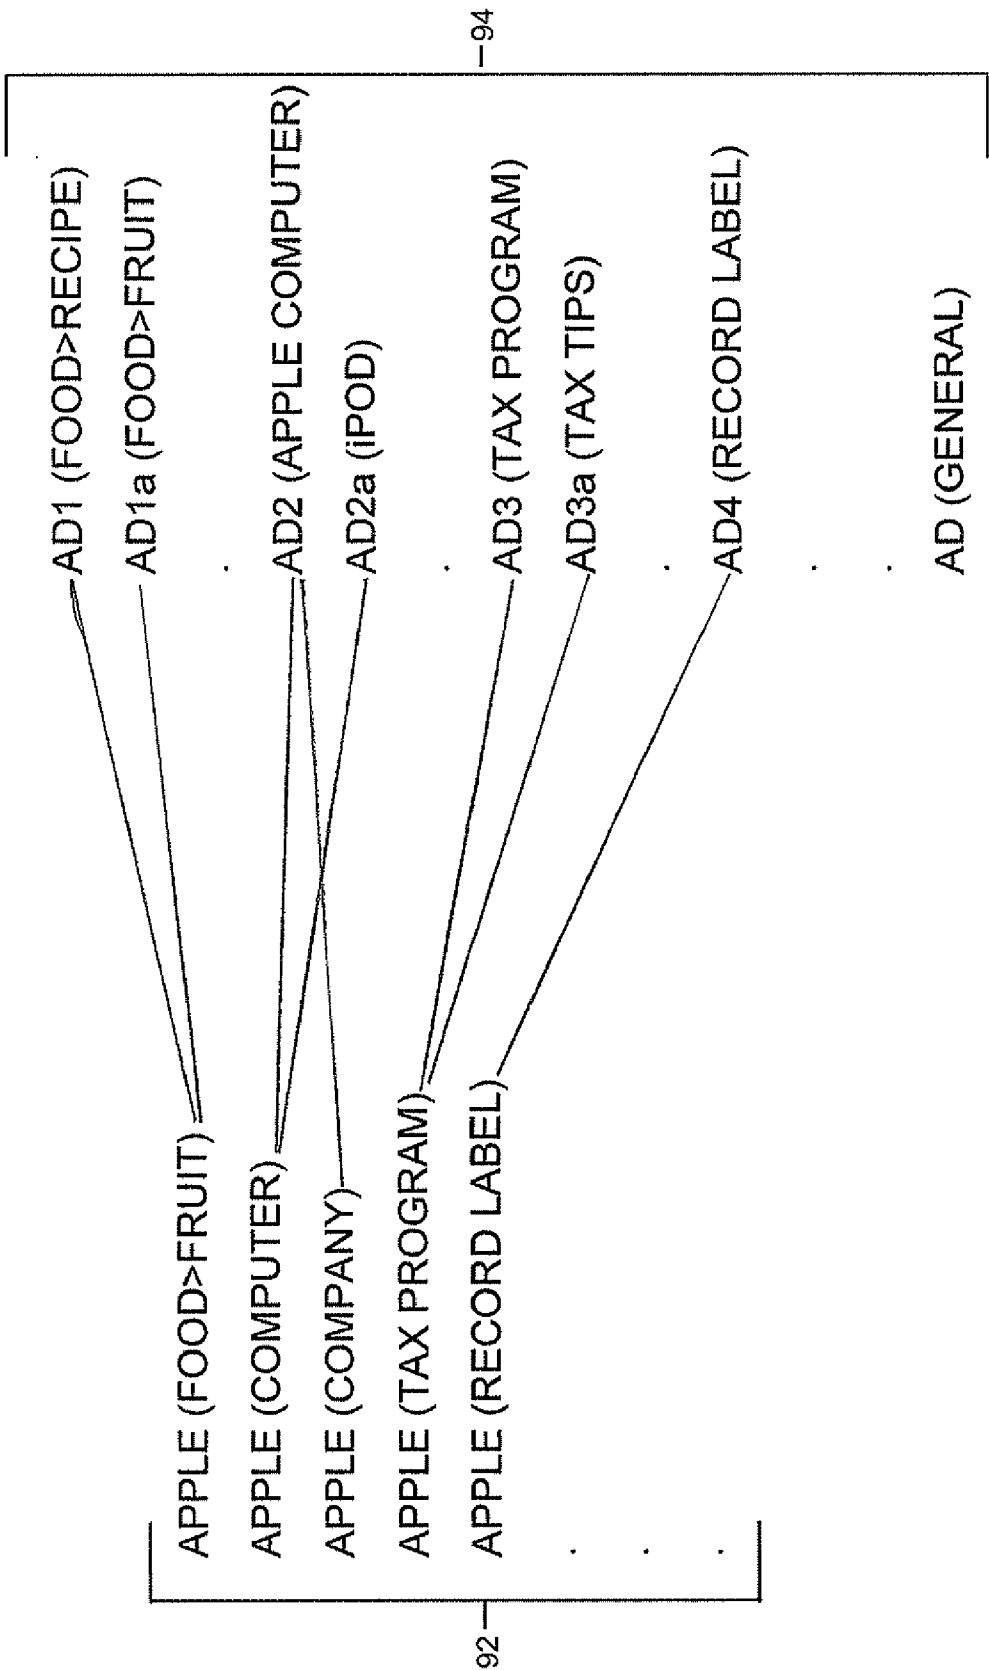 92
APPLE (FOOD>FRUIT)
APPLE (COMPUTER)
APPLE (COMPANY)
APPLE (TAX PROGRAM)
APPLE (RECORD LABEL)
.
.
.
AD1 (FOOD>RECIPE)
AD1a (FOOD>FRUIT)
.
AD2 (APPLE COMPUTER)
AD2a (iPOD)
.
AD3 (TAX PROGRAM)
AD3a (TAX TIPS)
.
AD4 (RECORD LABEL)
.
.
AD (GENERAL)
94